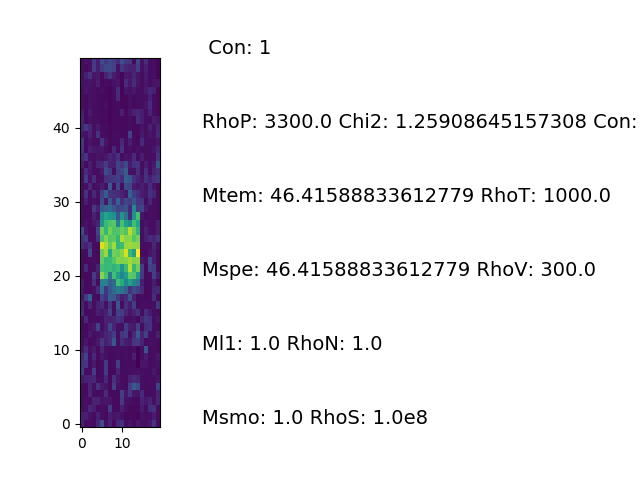 Con: 1
RhoP: 3300.0 Chi2: 1.25908645157308 Con:
Mtem: 46.41588833612779 RhoT: 1000.0
Mspe: 46.41588833612779 RhoV: 300.0
Ml1: 1.0 RhoN: 1.0
Msmo: 1.0 RhoS: 1.0e8
40
30
20
10
0
0 10